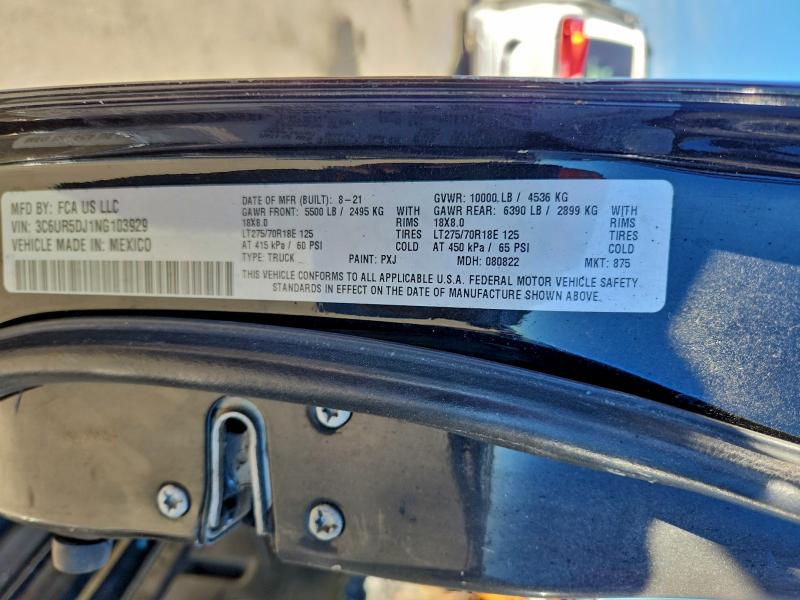 MFD BY: FCA US LLC
VIN: 3C6UR5DJ1NG103929
VEHICLE MADE IN: MEXICO
DATE OF MFR (BUILT): 8-21 GVWR: 10000.LB / 4536 KG
GAWR FRONT: 5500 LB / 2495 KG WITH GAWR REAR: 6390 LB / 2899 KG WITH
18X8.0 RIMS 18X8.0 RIMS
LT275/70R18E 125 TIRES LT275/70R18E 125 TIRES
AT 415 kPa / 60 PSI COLD AT 450 kPa / 65 PSI COLD
TYPE: TRUCK PAINT: PXJ MDH: 080822 MKT: 875
THIS VEHICLE CONFORMS TO ALL APPLICABLE U.S.A. FEDERAL MOTOR VEHICLE SAFETY
STANDARDS IN EFFECT ON THE DATE OF MANUFACTURE SHOWN ABOVE.